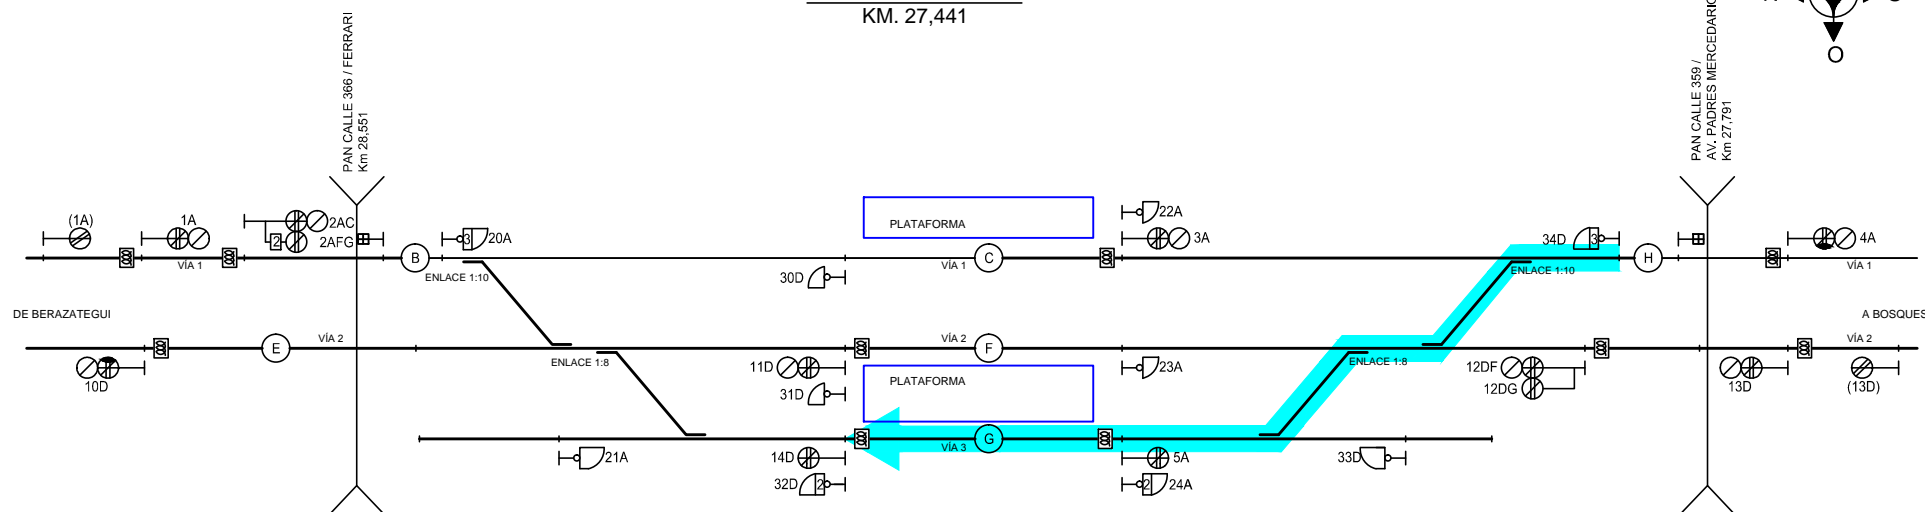 KM. 27,441
O
PAN CALLE 366 / FERRARI
Km 28,551
PAN CALLE 359 /
AV. PADRES MERCEDARIO
Km 27,791
(1A)
1A
2AC
2
2AFG
3
20A
PLATAFORMA
22A
3A
34D
3
4A
B
C
H
VÍA 1
VÍA 1
VÍA 1
ENLACE 1:10
30D
ENLACE 1:10
DE BERAZATEGUI
A BOSQUES
VÍA 2
VÍA 2
VÍA 2
E
F
ENLACE 1:8
ENLACE 1:8
10D
11D
PLATAFORMA
23A
12DF
12DG
13D
(13D)
31D
G
VÍA 3
21A
14D
5A
33D
32D
2
2
24A